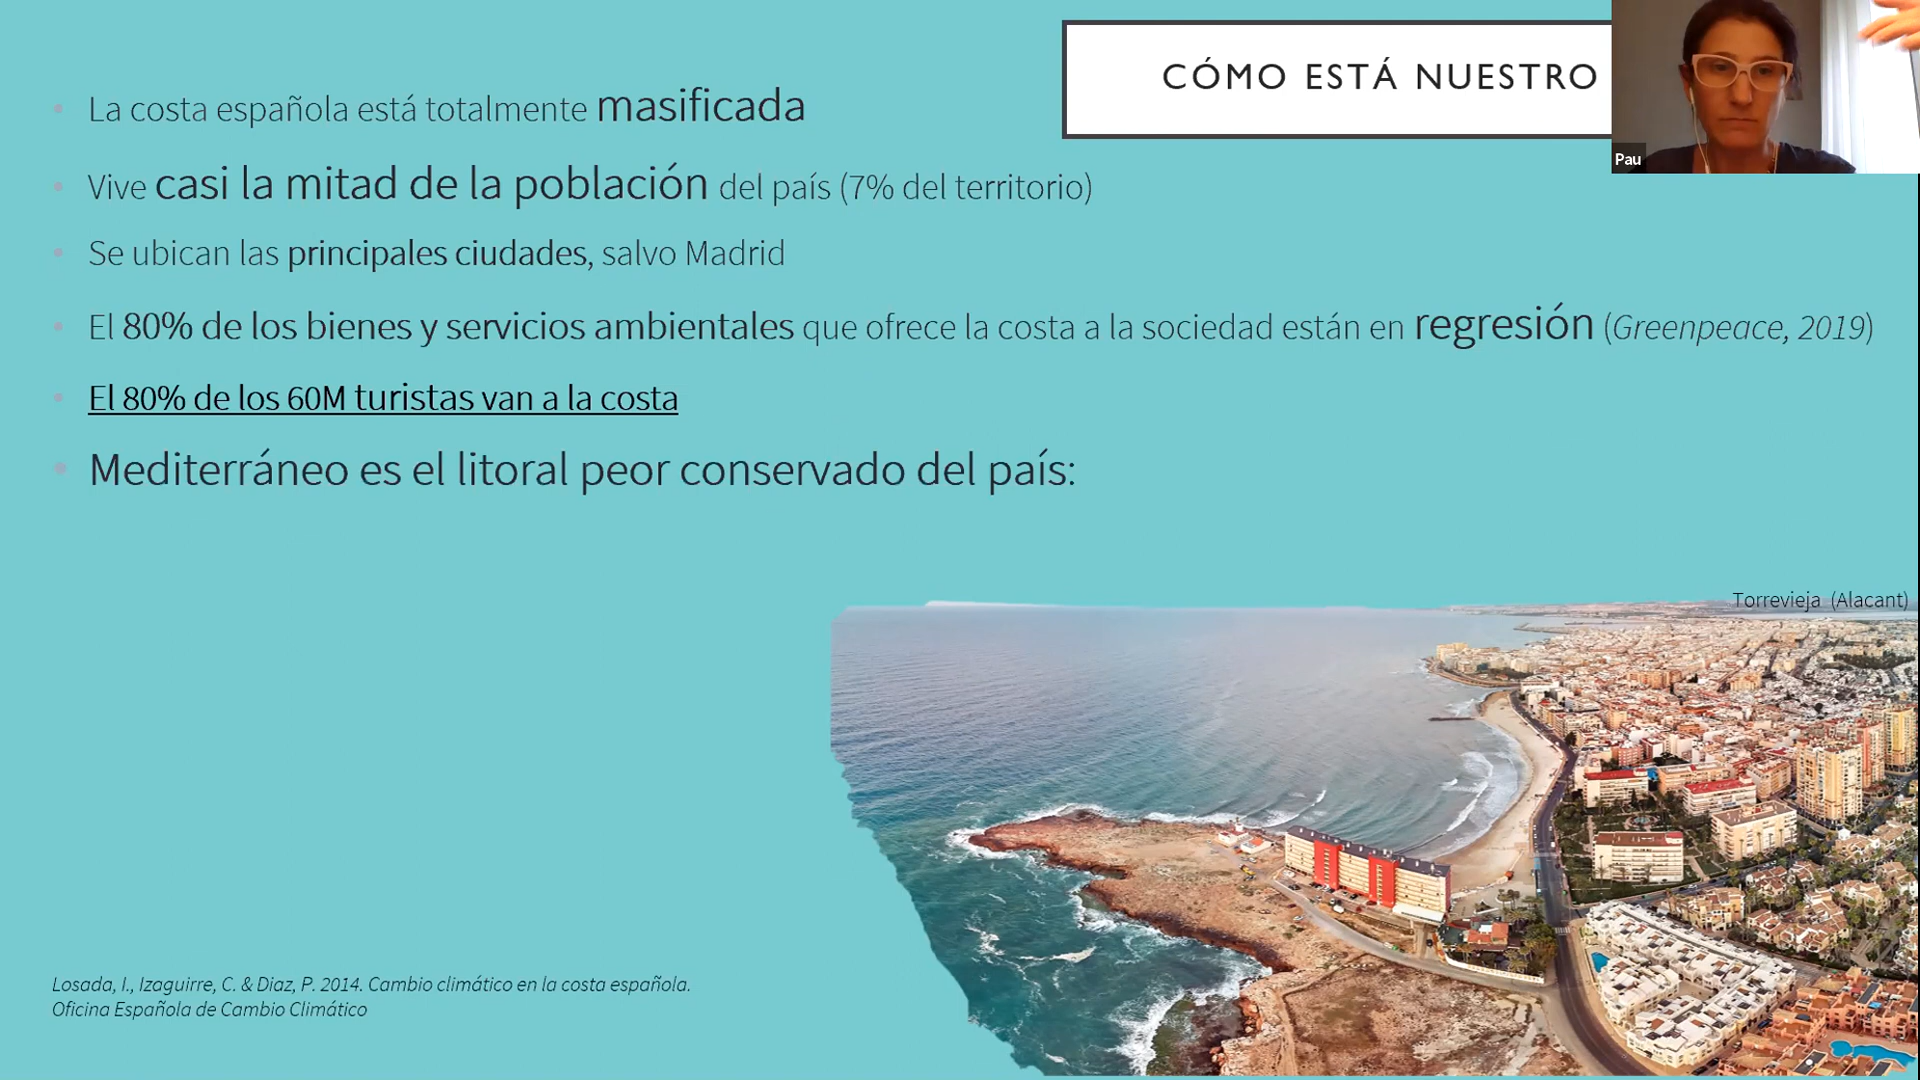 CÓMO ESTÁ NUESTRO
Pau
• La costa española está totalmente masificada
• Vive casi la mitad de la población del país (7% del territorio)
• Se ubican las principales ciudades, salvo Madrid
• El 80% de los bienes y servicios ambientales que ofrece la costa a la sociedad están en regresión (Greenpeace, 2019)
• El 80% de los 60M turistas van a la costa
• Mediterráneo es el litoral peor conservado del país:
Torrevieja (Alacant)
Losada, I., Izaguirre, C. & Diaz, P. 2014. Cambio climático en la costa española.
Oficina Española de Cambio Climático